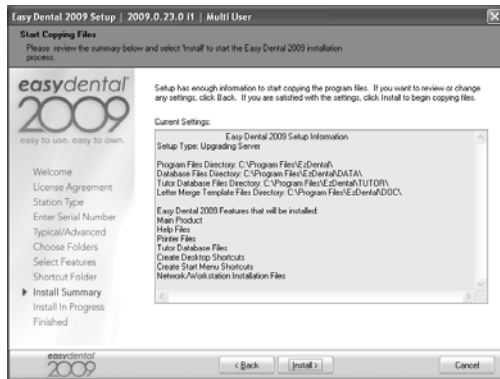 Easy Dental 2009 Setup | 2009.0.23.0 i1 | Multi User
Start Copying Files
Please review the summary below and select 'Install' to start the Easy Dental 2009 installation
process.
easydental
2009
easy to use. easy to own.
Welcome
License Agreement
Station Type
Enter Serial Number
Typical/Advanced
Choose Folders
Select Features
Shortcut Folder
Install Summary
Install In Progress
Finished
Setup has enough information to start copying the program files. If you want to review or change
any settings, click Back. If you are satisfied with the settings, click Install to begin copying files.
Current Settings:
Easy Dental 2009 Setup Information
Setup Type: Upgrading Server
Program Files Directory: C:\Program Files\EzDental\
Database Files Directory: C:\Program Files\EzDental\DATA\
Tutor Database Files Directory: C:\Program Files\EzDental\TUTOR\
Letter Merge Template Files Directory: C:\Program Files\EzDental\DOC\
Easy Dental 2009 Features that will be installed:
Main Product
Help Files
Printer Files
Tutor Database Files
Create Desktop Shortcuts
Create Start Menu Shortcuts
Network/Workstation Installation Files
easydental
2009
< Back
Install >
Cancel